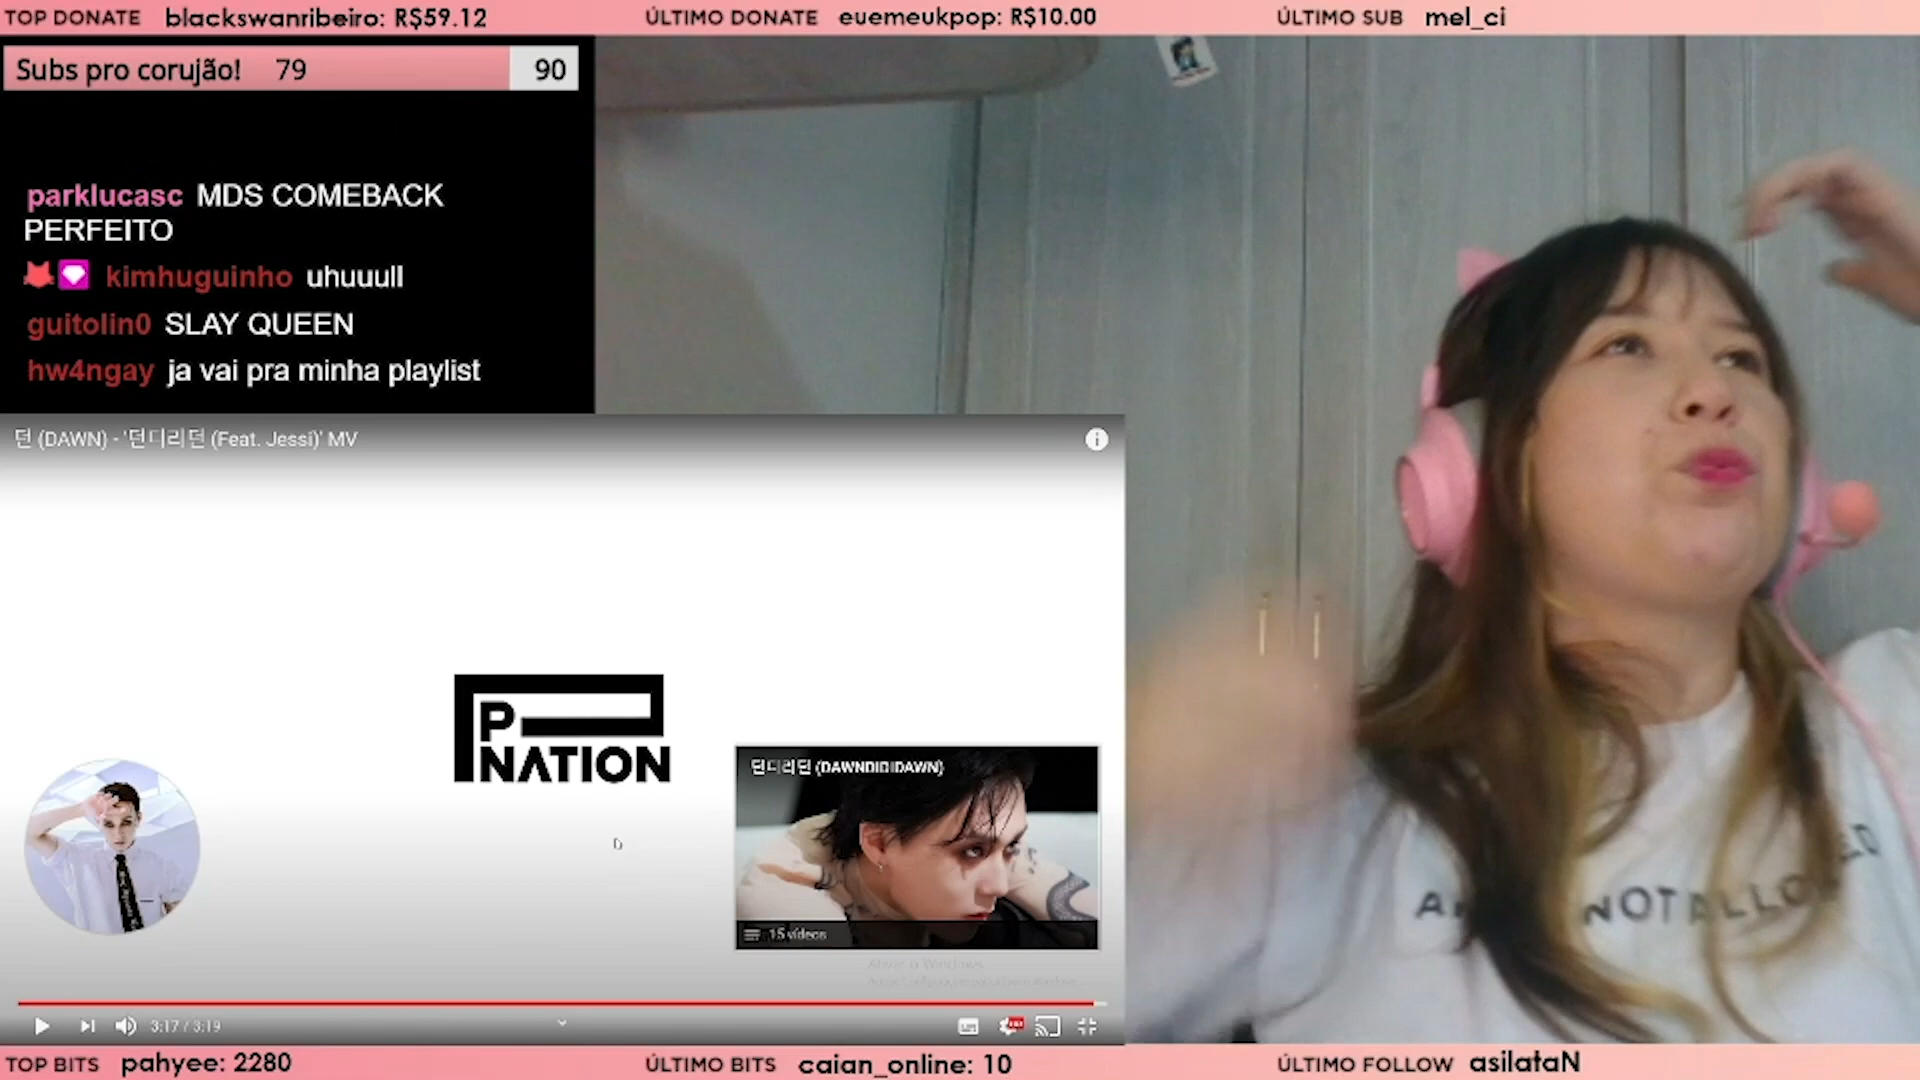 TOP DONATE blackswanribeiro: R$59.12
ÚLTIMO DONATE euemeukpop: R$10.00
ÚLTIMO SUB mel_ci
Subs pro corujão! 79 90
parklucasc MDS COMEBACK
PERFEITO
kimhuguinho uhuuull
guitolin0 SLAY QUEEN
hw4ngay ja vai pra minha playlist
던 (DAWN) - '던디리던 (Feat. Jessi)' MV
P
NATION
던디리던 (DAWNDIDIDAWN)
15 vídeos
3:17 / 3:19
NOT ALLOWED
TOP BITS pahyee: 2280
ÚLTIMO BITS caian_online: 10
ÚLTIMO FOLLOW asilataN